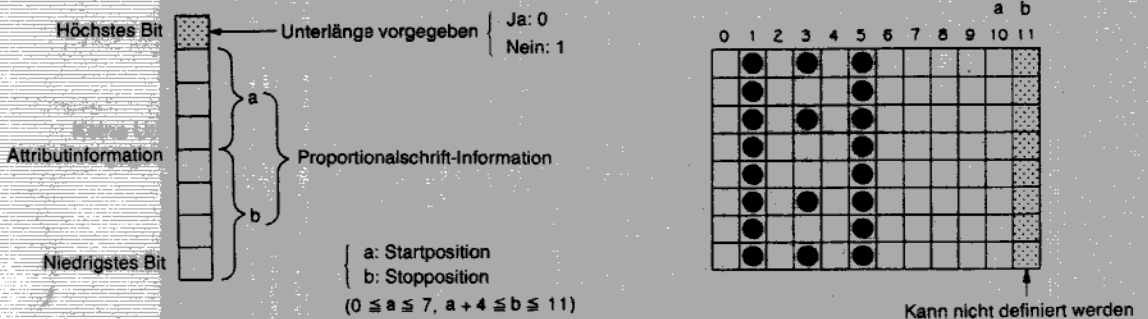 Höchstes Bit
Unterlänge vorgegeben
Ja: 0
Nein: 1
a
Attributinformation
Proportionalschrift-Information
b
Niedrigstes Bit
a: Startposition
b: Stopposition
(0 ≦ a ≦ 7, a + 4 ≦ b ≦ 11)
a b
0 1 2 3 4 5 6 7 8 9 10 11
Kann nicht definiert werden